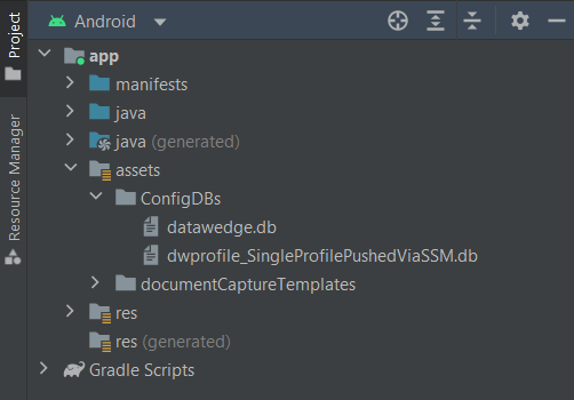 Project
Resource Manager
Android
app
manifests
java
java (generated)
assets
ConfigDBs
datawedge.db
dwprofile_SingleProfilePushedViaSSM.db
documentCaptureTemplates
res
res (generated)
Gradle Scripts